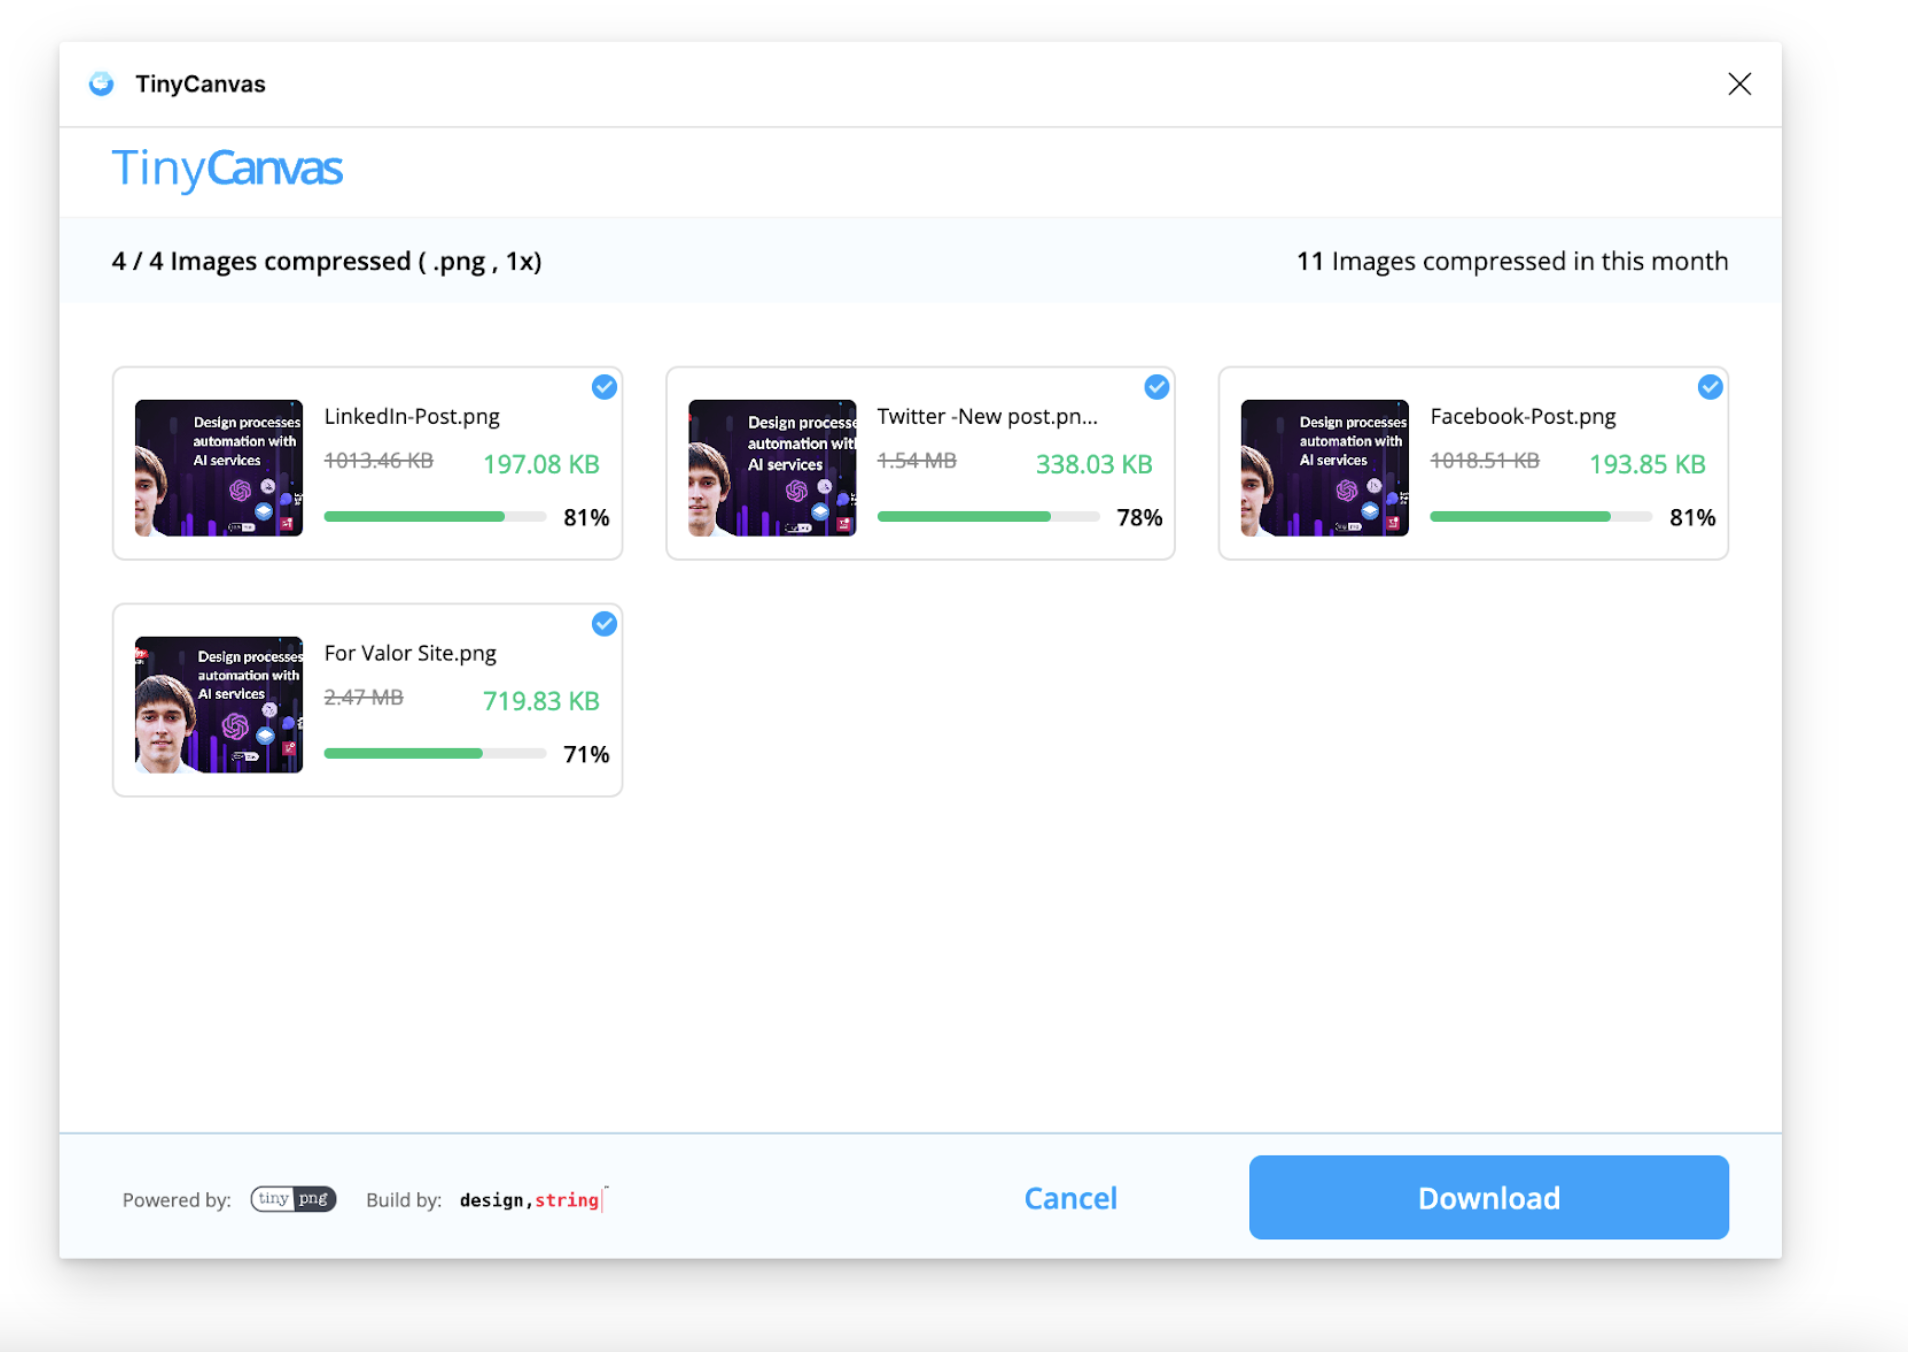 TinyCanvas
TinyCanvas
4 / 4 Images compressed ( .png , 1x)
11 Images compressed in this month
Design processes
automation with
AI services
LinkedIn-Post.png
1013.46 KB
197.08 KB
81%
Design processe
automation wit
AI services
Twitter -New post.pn...
1.54 MB
338.03 KB
78%
Design processes
automation with
AI services
Facebook-Post.png
1018.51 KB
193.85 KB
81%
Design processes
automation with
AI services
For Valor Site.png
2.47 MB
719.83 KB
71%
Powered by: tiny png Build by: design,string
Cancel
Download